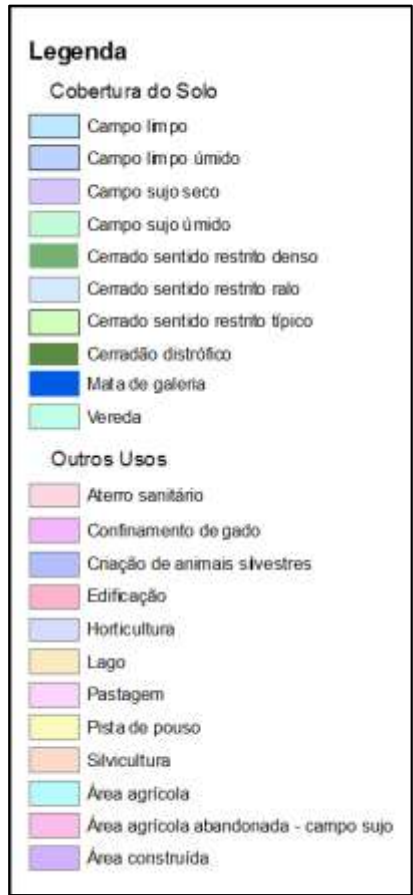 Legenda
Cobertura do Solo
Campo limpo
Campo limpo úmido
Campo sujo seco
Campo sujo úmido
Cerrado sentido restrito denso
Cerrado sentido restrito ralo
Cerrado sentido restrito típico
Cerradão distrófico
Mata de galeria
Vereda
Outros Usos
Aterro sanitário
Confinamento de gado
Criação de animais silvestres
Edificação
Horticultura
Lago
Pastagem
Pista de pouso
Silvicultura
Área agrícola
Área agrícola abandonada - campo sujo
Área construída